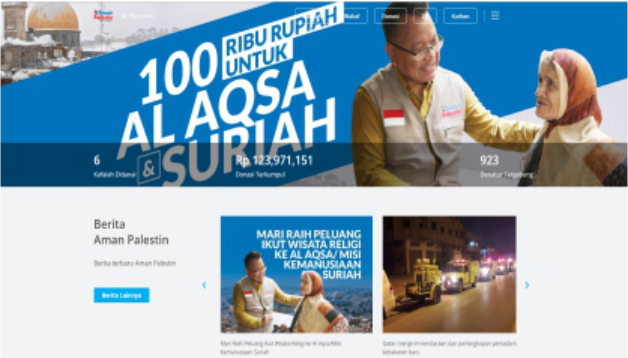 100 RIBU RUPIAH
UNTUK
AL AQSA
& SURIAH
Wakaf
Donasi
Kurban
6
Kafalah Didanai
Rp 123,971,151
Donasi Terkumpul
923
Donatur Tergabung
Berita
Aman Palestin
Berita terbaru Aman Palestin
Berita Lainnya
MARI RAIH PELUANG
IKUT WISATA RELIGI
KE AL AQSA/ MISI
KEMANUSIAAN
SURIAH
Mari Raih Peluang Ikut Wisata Religi ke Al Aqsa/Misi
Kemanusiaan Suriah
Qatar mengirim kendaraan dan perlengkapan pemadam
kebakaran baru